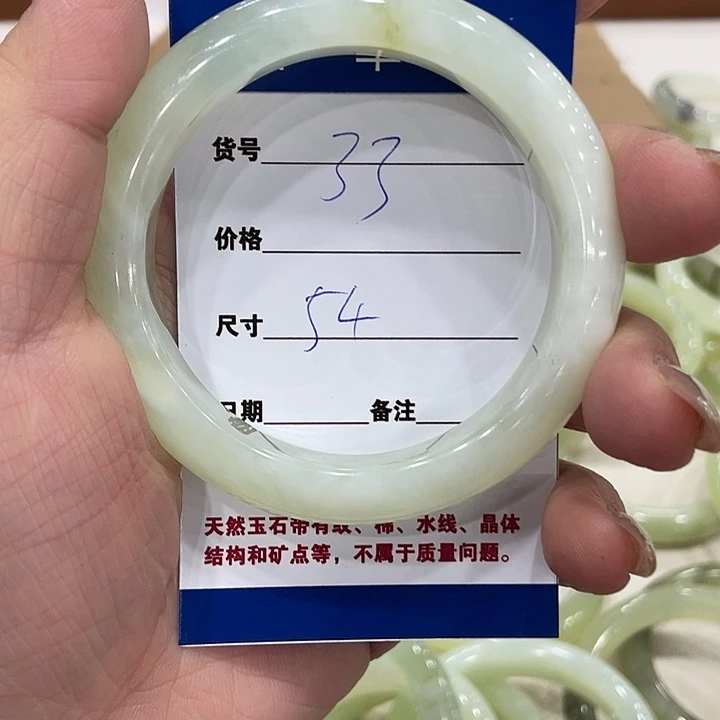 货号 33
价格
尺寸 54
日期 备注
天然玉石带有纹、棉、水线、晶体
结构和矿点等，不属于质量问题。